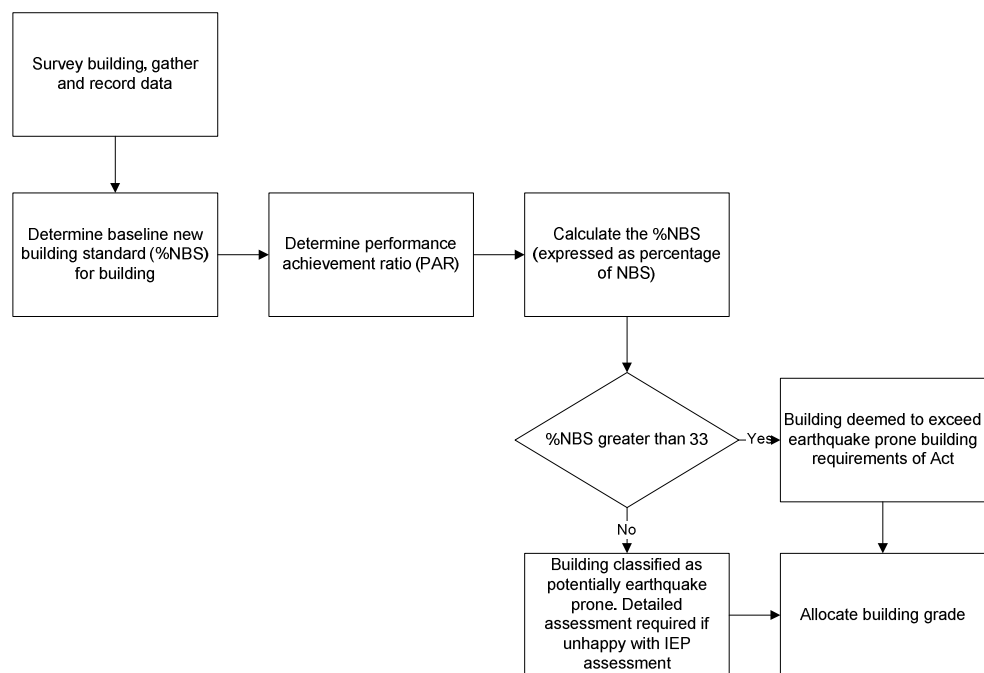 Survey building, gather
and record data
Determine baseline new
building standard (%NBS)
for building
Determine performance
achievement ratio (PAR)
Calculate the %NBS
(expressed as percentage
of NBS)
%NBS greater than 33
Yes
Building deemed to exceed
earthquake prone building
requirements of Act
No
Building classified as
potentially earthquake
prone. Detailed
assessment required if
unhappy with IEP
assessment
Allocate building grade